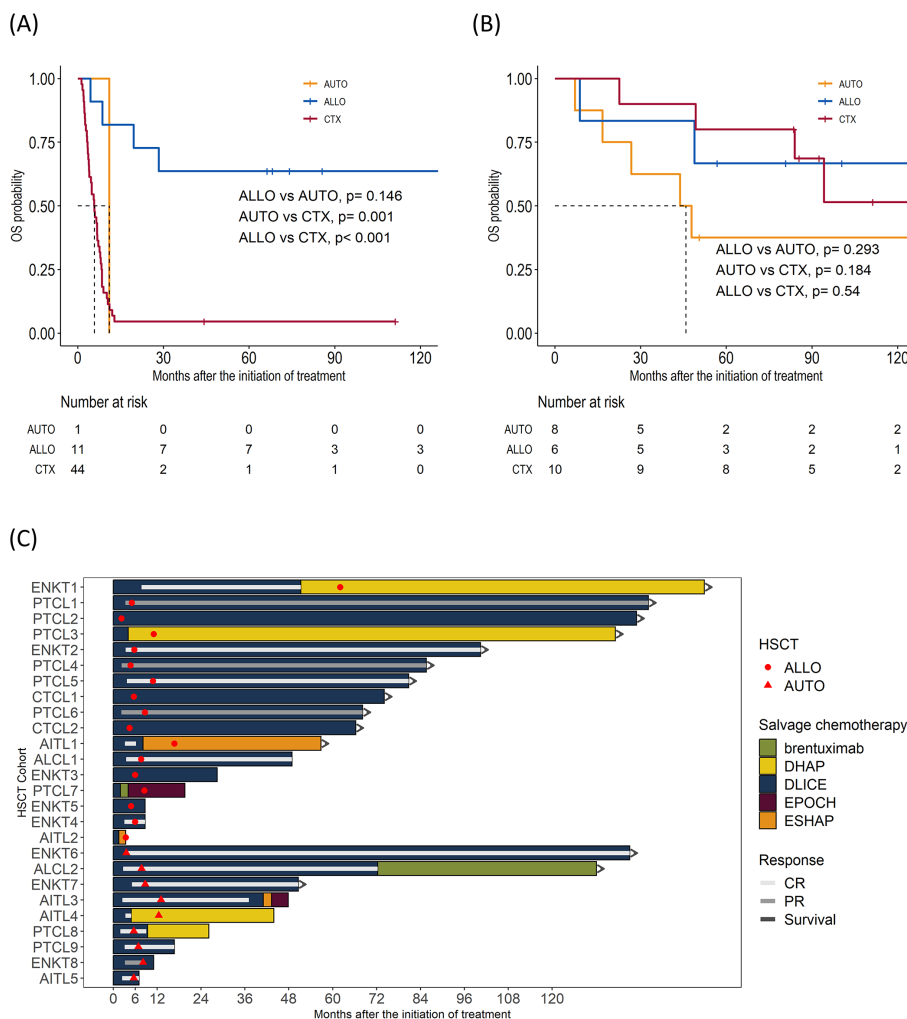 (A)
(B)
AUTO
ALLO
CTX
1.00
0.75
0.50
0.25
0.00
OS probability
ALLO vs AUTO, p= 0.146
AUTO vs CTX, p= 0.001
ALLO vs CTX, p< 0.001
0 30 60 90 120
Months after the initiation of treatment
Number at risk
AUTO 1 0 0 0 0
ALLO 11 7 7 3 3
CTX 44 2 1 1 0
AUTO
ALLO
CTX
1.00
0.75
0.50
0.25
0.00
OS probability
ALLO vs AUTO, p= 0.293
AUTO vs CTX, p= 0.184
ALLO vs CTX, p= 0.54
0 30 60 90 120
Months after the initiation of treatment
Number at risk
AUTO 8 5 2 2 2
ALLO 6 5 3 2 1
CTX 10 9 8 5 2
(C)
HSCT Cohort
ENKT1
PTCL1
PTCL2
PTCL3
ENKT2
PTCL4
PTCL5
CTCL1
PTCL6
CTCL2
AITL1
ALCL1
ENKT3
PTCL7
ENKT5
ENKT4
AITL2
ENKT6
ALCL2
ENKT7
AITL3
AITL4
PTCL8
PTCL9
ENKT8
AITL5
0 6 12 24 36 48 60 72 84 96 108 120
Months after the initiation of treatment
HSCT
ALLO
AUTO
Salvage chemotherapy
brentuximab
DHAP
DLICE
EPOCH
ESHAP
Response
CR
PR
Survival